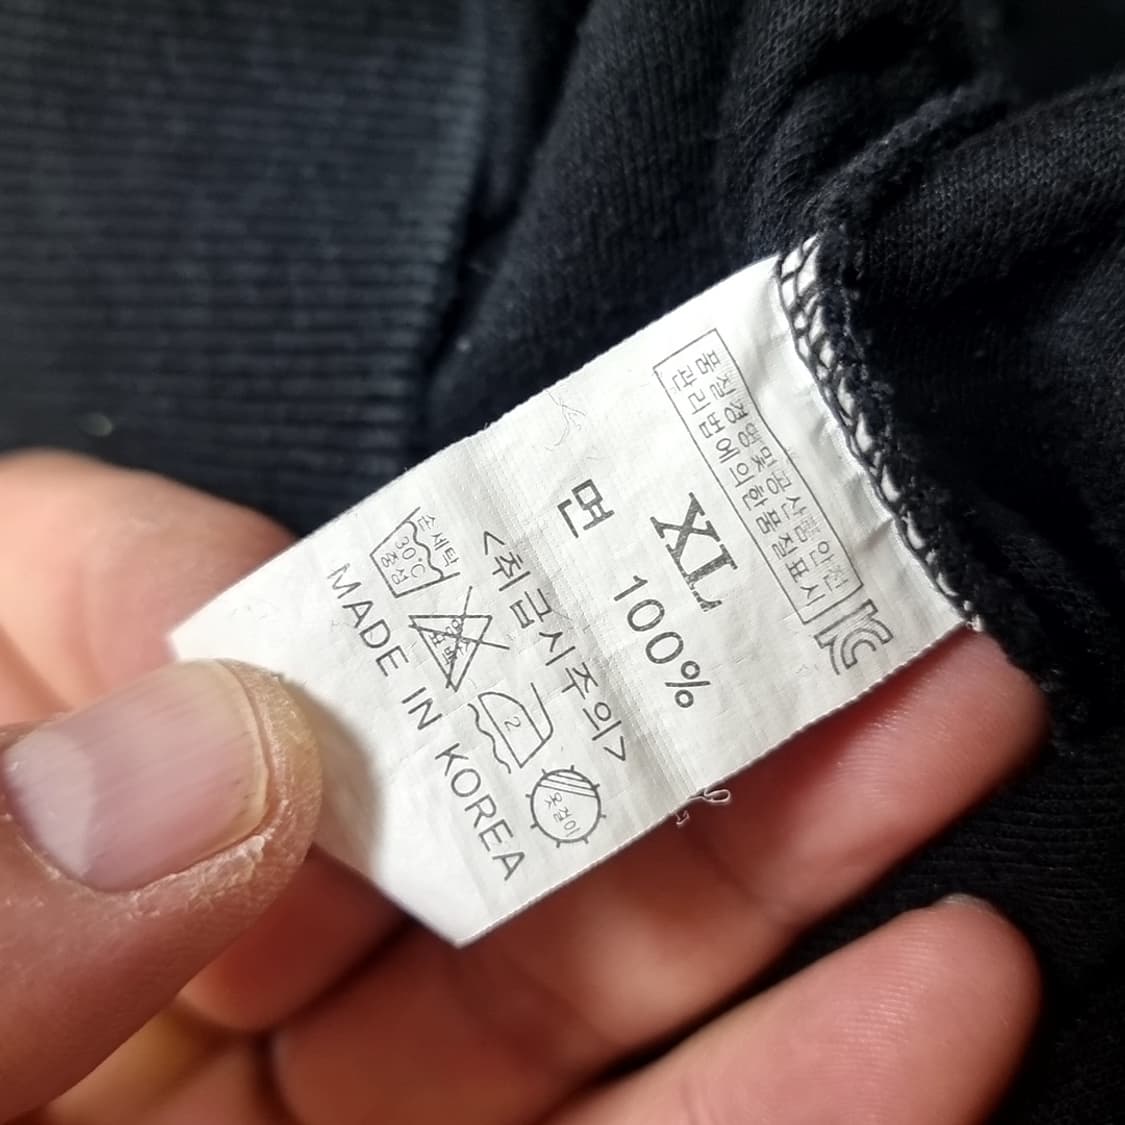 품질경영및공산품안전
관리법에의한품질표시
XL
면 100%
<취급시주의>
손세탁
30℃
중성
2
옷걸이
MADE IN KOREA